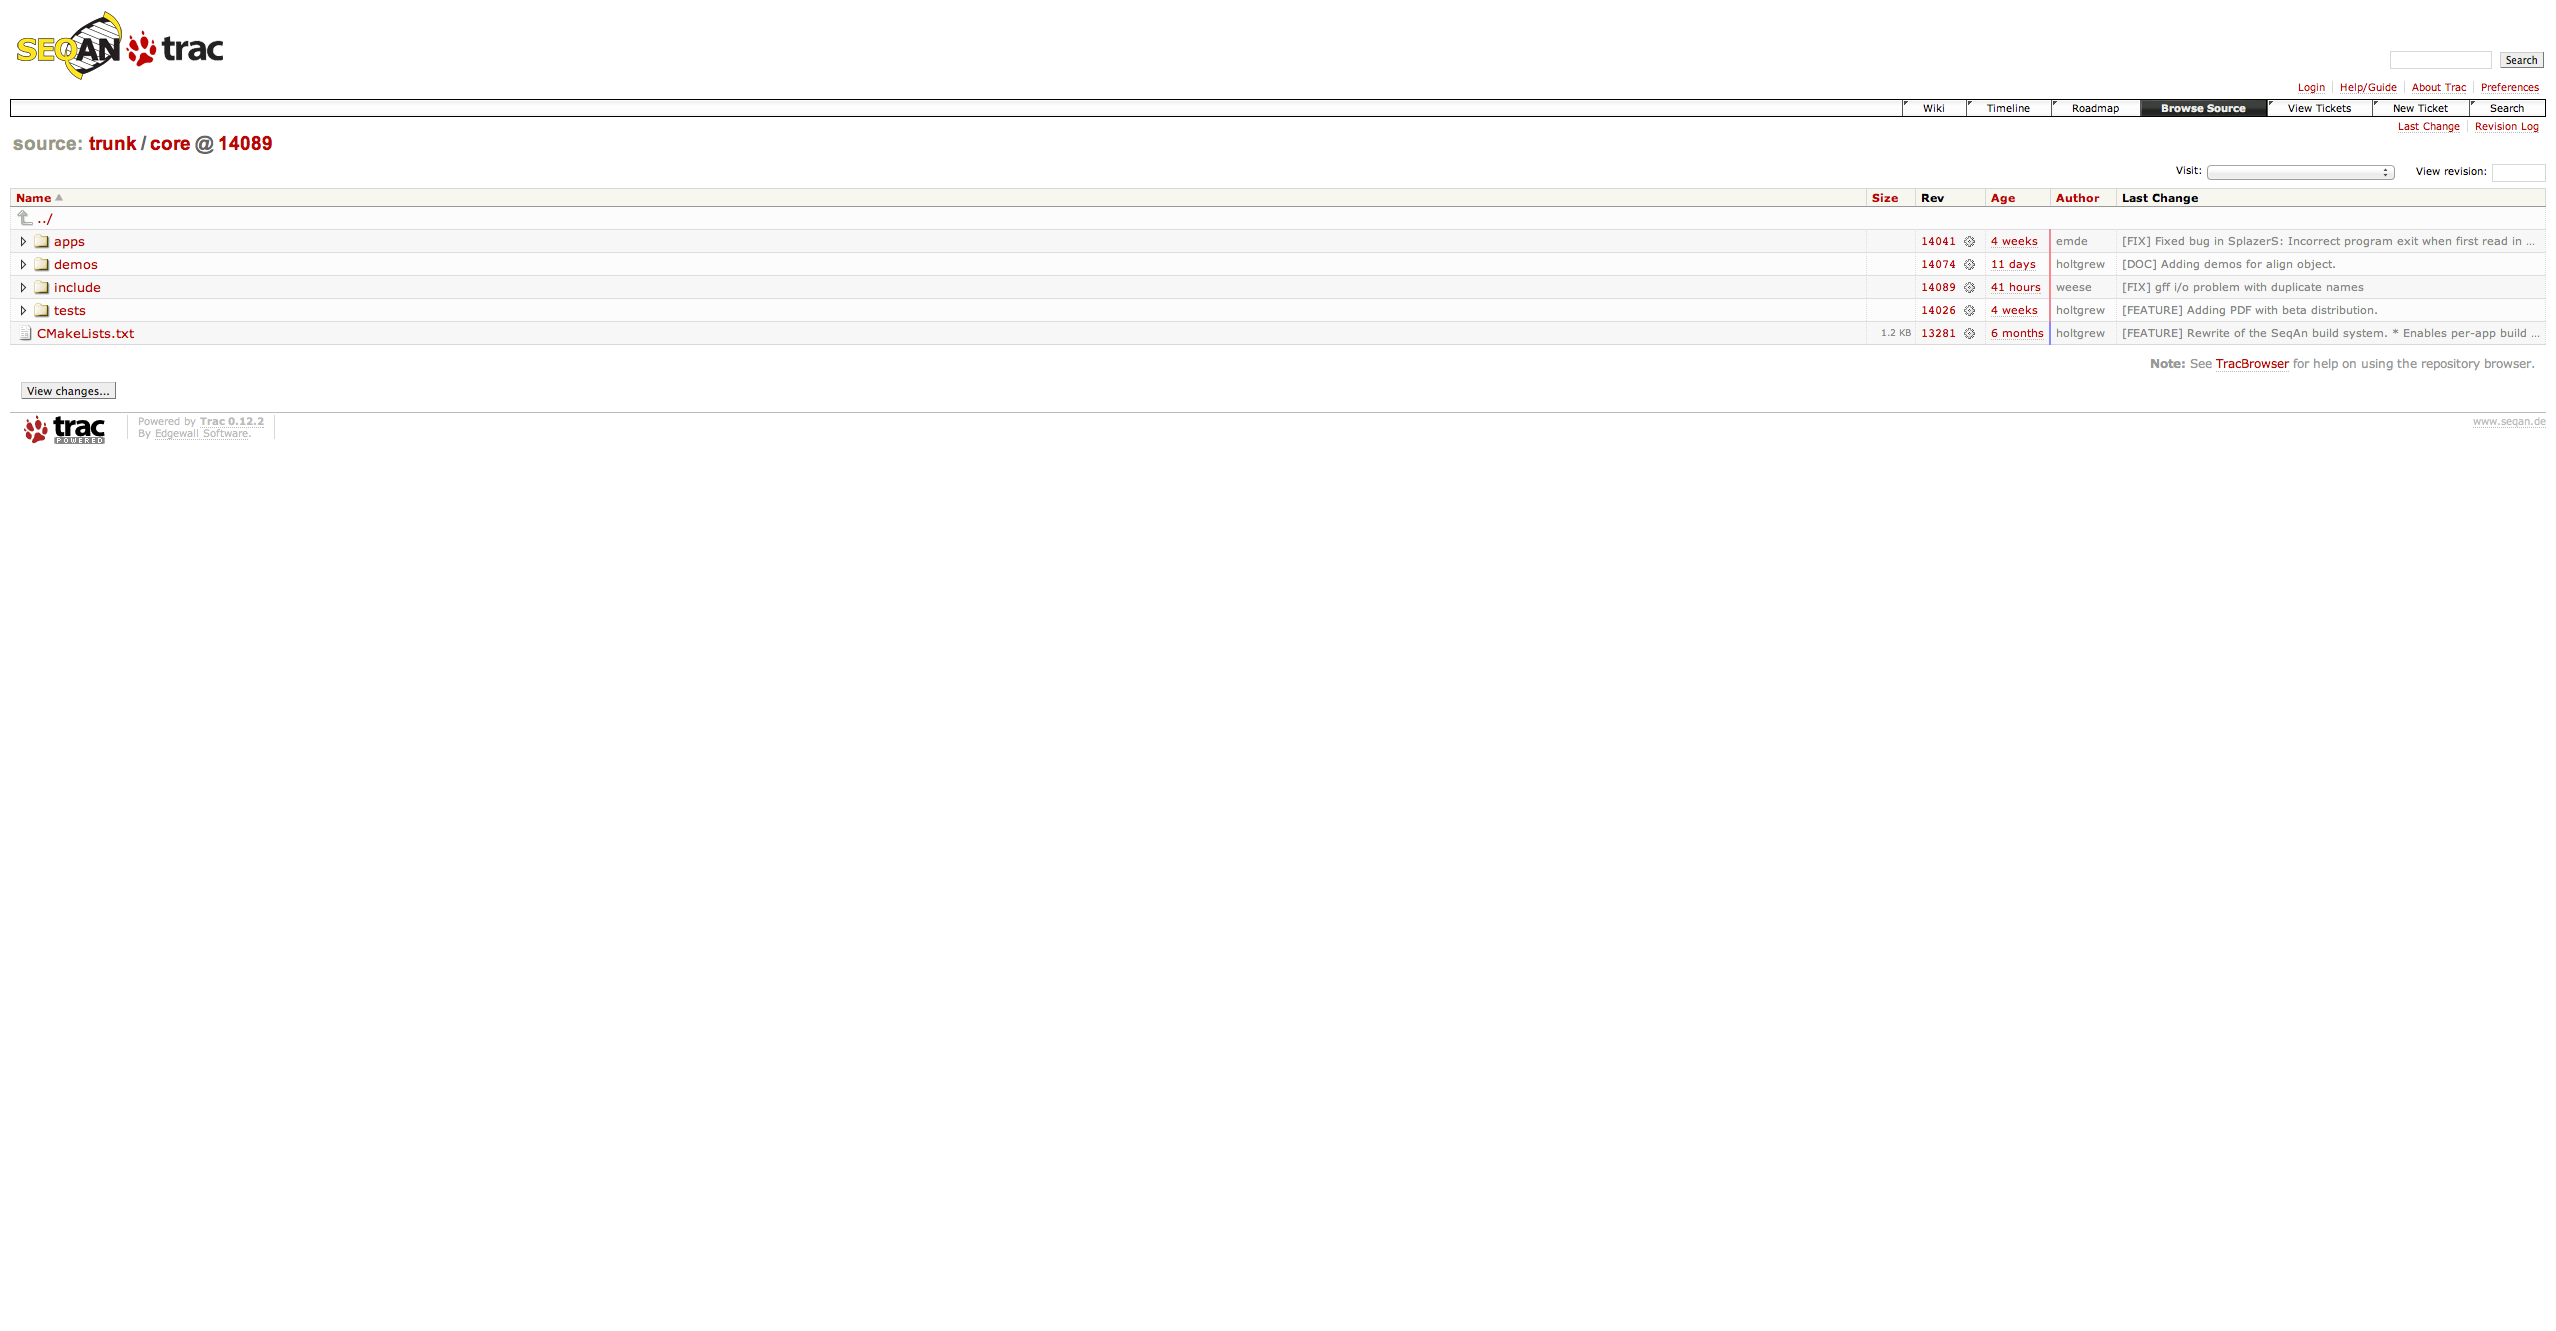 SEQAN trac
Search
Login Help/Guide About Trac Preferences
Wiki Timeline Roadmap Browse Source View Tickets New Ticket Search
Last Change Revision Log
source: trunk / core @ 14089
Visit: View revision:
Name Size Rev Age Author Last Change
../
apps 14041 4 weeks emde [FIX] Fixed bug in SplazerS: Incorrect program exit when first read in …
demos 14074 11 days holtgrew [DOC] Adding demos for align object.
include 14089 41 hours weese [FIX] gff i/o problem with duplicate names
tests 14026 4 weeks holtgrew [FEATURE] Adding PDF with beta distribution.
CMakeLists.txt 1.2 KB 13281 6 months holtgrew [FEATURE] Rewrite of the SeqAn build system. * Enables per-app build …
Note: See TracBrowser for help on using the repository browser.
View changes...
trac POWERED
Powered by Trac 0.12.2
By Edgewall Software.
www.seqan.de